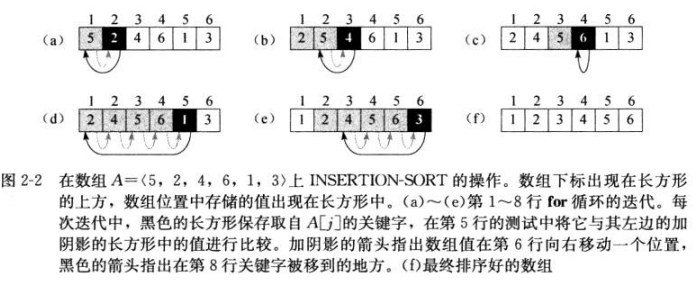 1 2 3 4 5 6 1 2 3 4 5 6 1 2 3 4 5 6
(a) 5 2 4 6 1 3 (b) 2 5 4 6 1 3 (c) 2 4 5 6 1 3
1 2 3 4 5 6 1 2 3 4 5 6 1 2 3 4 5 6
(d) 2 4 5 6 1 3 (e) 1 2 4 5 6 3 (f) 1 2 3 4 5 6
图 2-2 在数组 A=〈5，2，4，6，1，3〉上 INSERTION-SORT 的操作。数组下标出现在长方形
的上方，数组位置中存储的值出现在长方形中。(a)～(e)第 1～8 行 for 循环的迭代。每
次迭代中，黑色的长方形保存取自 A[j]的关键字，在第 5 行的测试中将它与其左边的加
阴影的长方形中的值进行比较。加阴影的箭头指出数组值在第 6 行向右移动一个位置，
黑色的箭头指出在第 8 行关键字被移到的地方。(f)最终排序好的数组